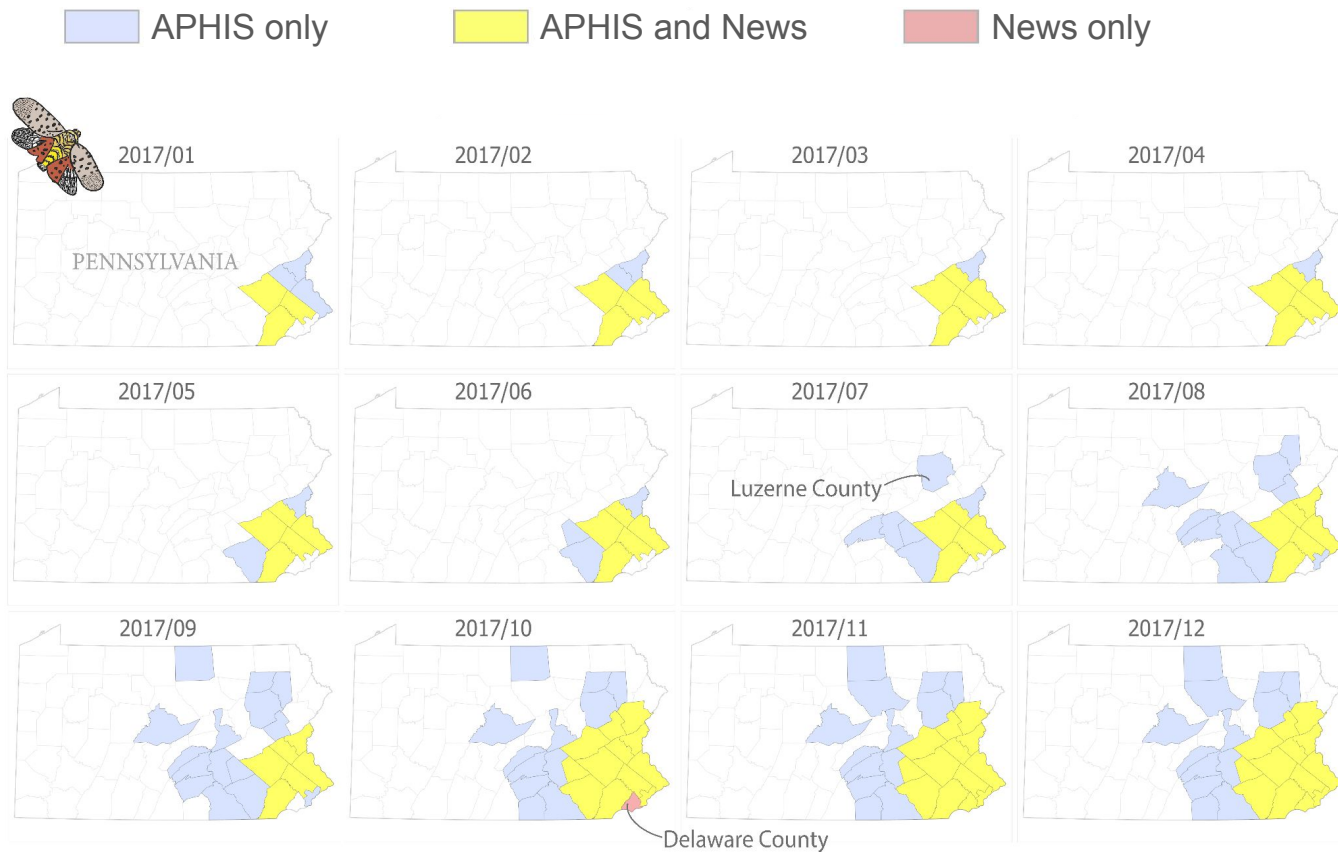 APHIS only
APHIS and News
News only
2017/01
2017/02
2017/03
2017/04
PENNSYLVANIA
2017/05
2017/06
2017/07
2017/08
Luzerne County
2017/09
2017/10
2017/11
2017/12
Delaware County